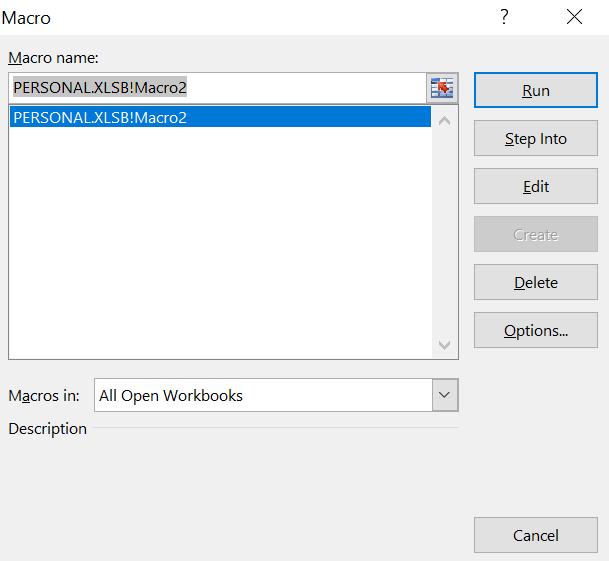 Macro
?
Macro name:
PERSONAL.XLSB!Macro2
PERSONAL.XLSB!Macro2
Run
Step Into
Edit
Create
Delete
Options...
Macros in:
All Open Workbooks
Description
Cancel